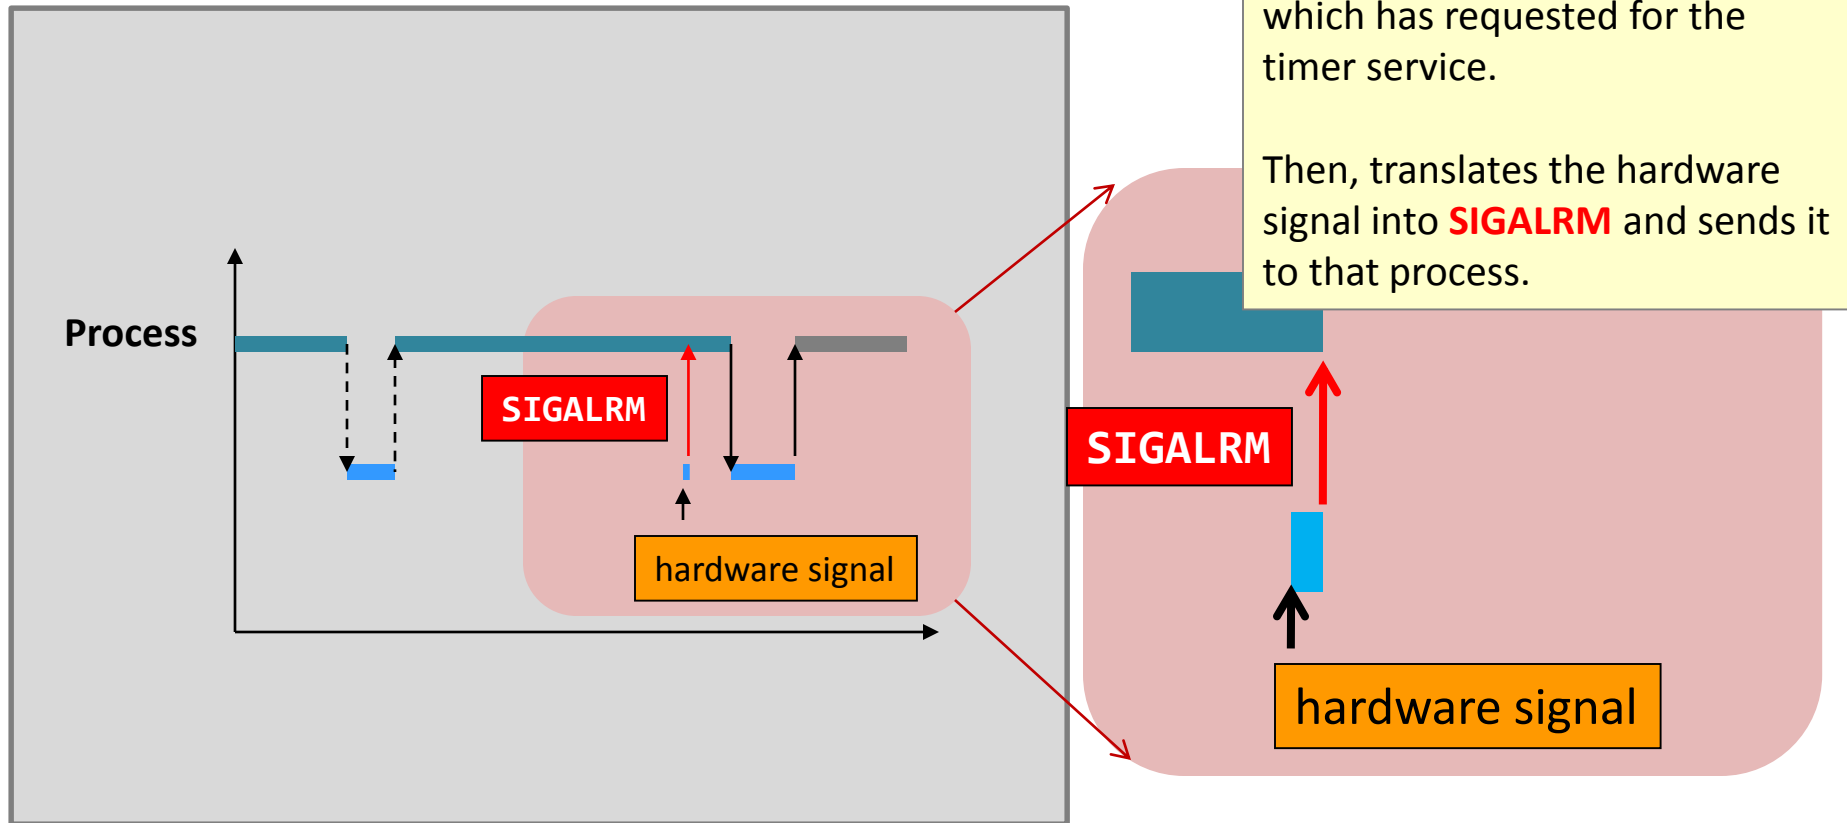 which has requested for the
timer service.
Then, translates the hardware
signal into SIGALRM and sends it
to that process.
Process
SIGALRM
hardware signal
SIGALRM
hardware signal